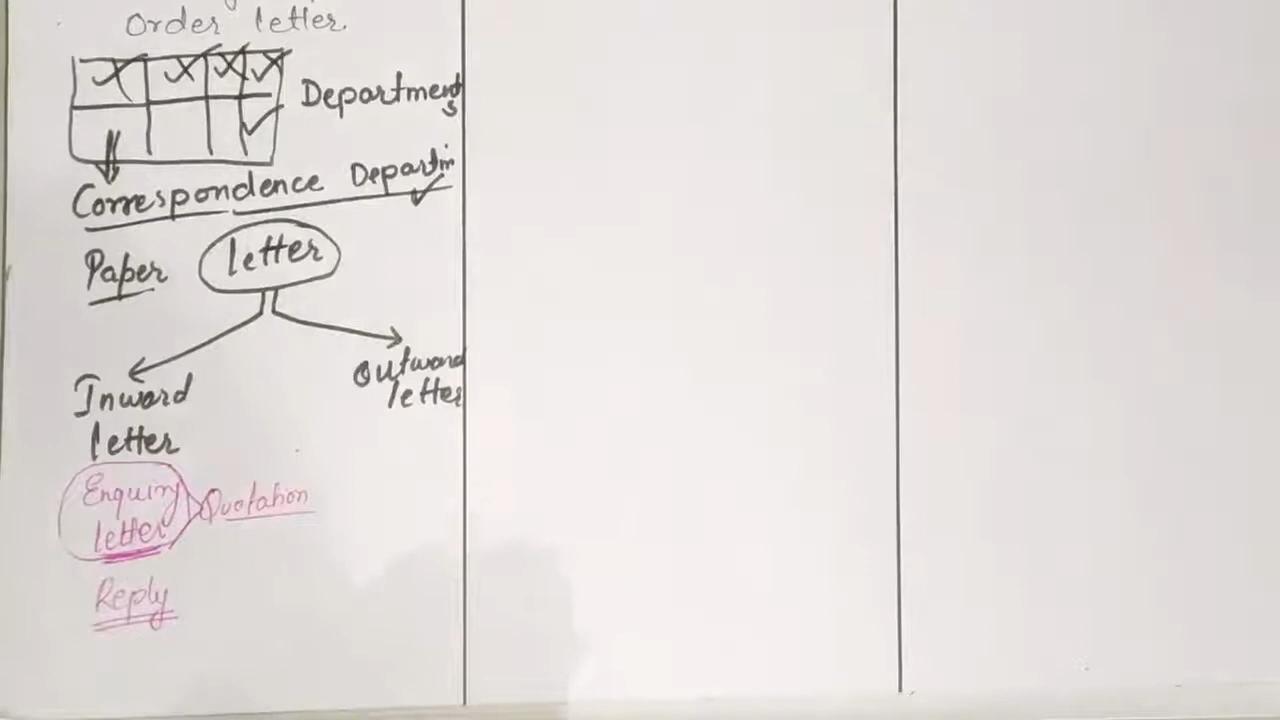 Order letter.
Departments
Correspondence Departm
Paper letter
Inward
letter
Outward
letter
Enquiry
letter
Quotation
Reply